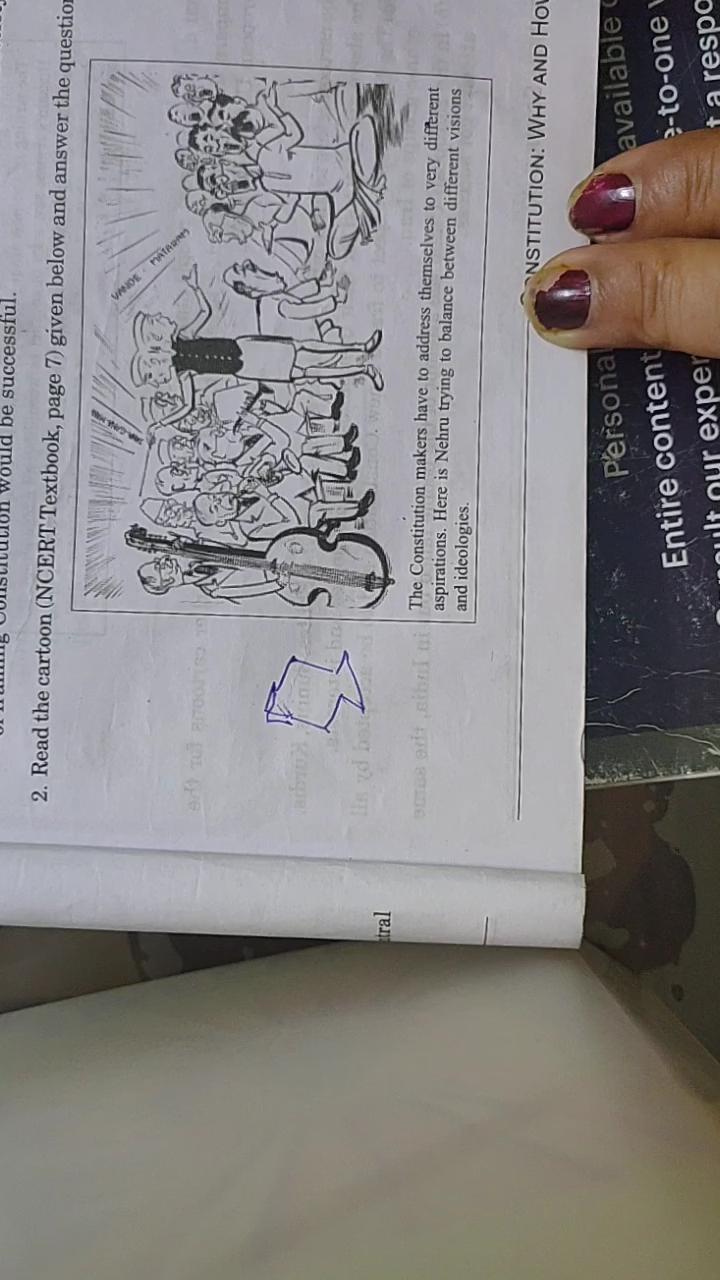 Constitution would be successful.
2. Read the cartoon (NCERT Textbook, page 7) given below and answer the question
VANDE - MATARAM
The Constitution makers have to address themselves to very different
aspirations. Here is Nehru trying to balance between different visions
and ideologies.
NSTITUTION: WHY AND HOW
tral
available
Persona e-to-one
Entire content t a respo
sult our exper